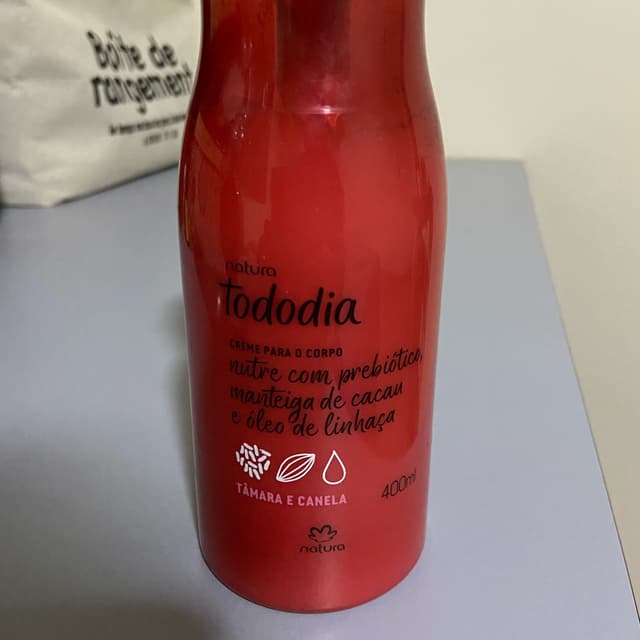 Boîte de
rangement
natura
Tododia
CREME PARA O CORPO
nutre com prebiótico,
manteiga de cacau
e óleo de linhaça
TÂMARA E CANELA
400ml
natura